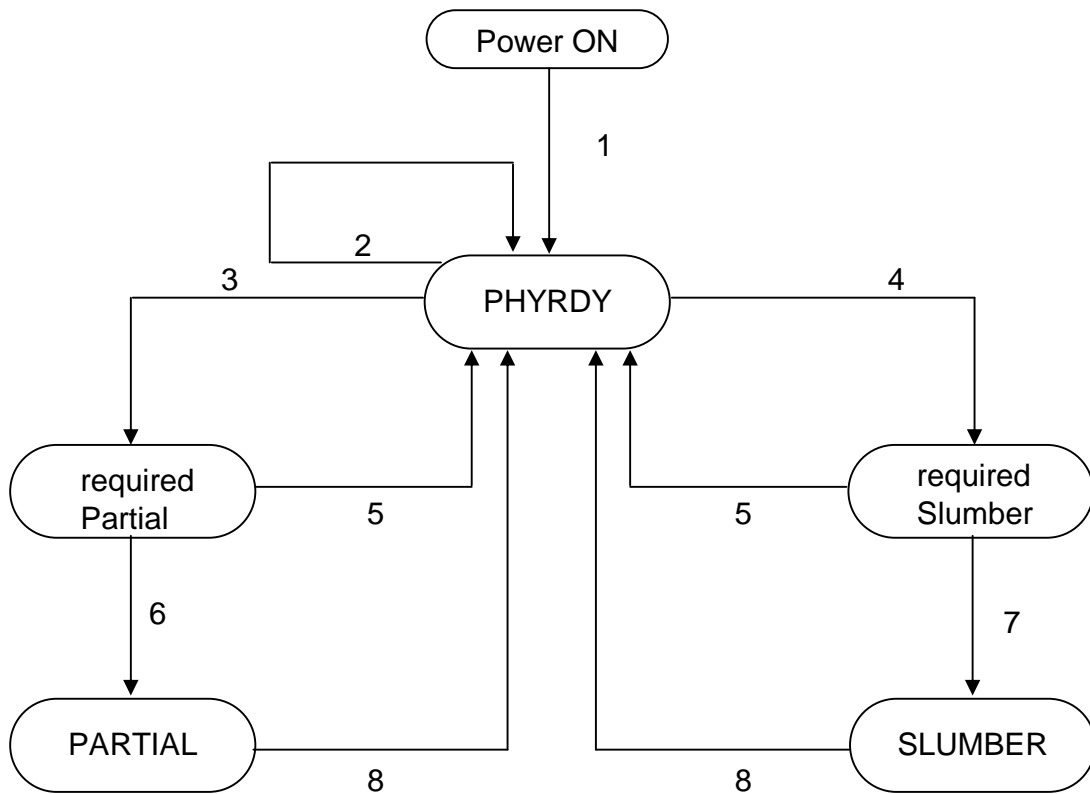 Power ON
1
2
3
4
PHYRDY
required
Partial
5
5
required
Slumber
6
7
PARTIAL
8
8
SLUMBER